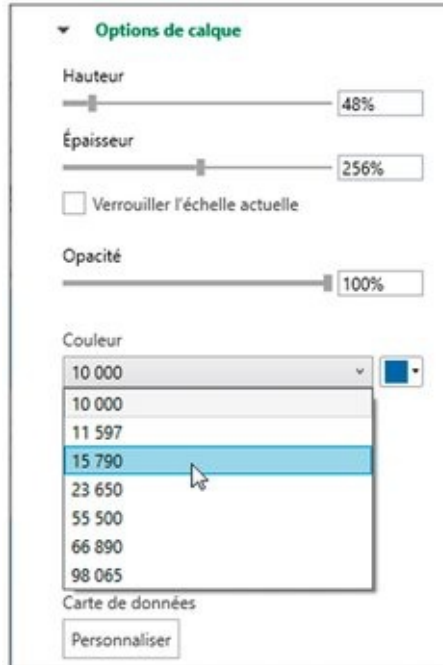 Options de calque
Hauteur
48%
Épaisseur
256%
Verrouiller l'échelle actuelle
Opacité
100%
Couleur
10 000
10 000
11 597
15 790
23 650
55 500
66 890
98 065
Carte de données
Personnaliser